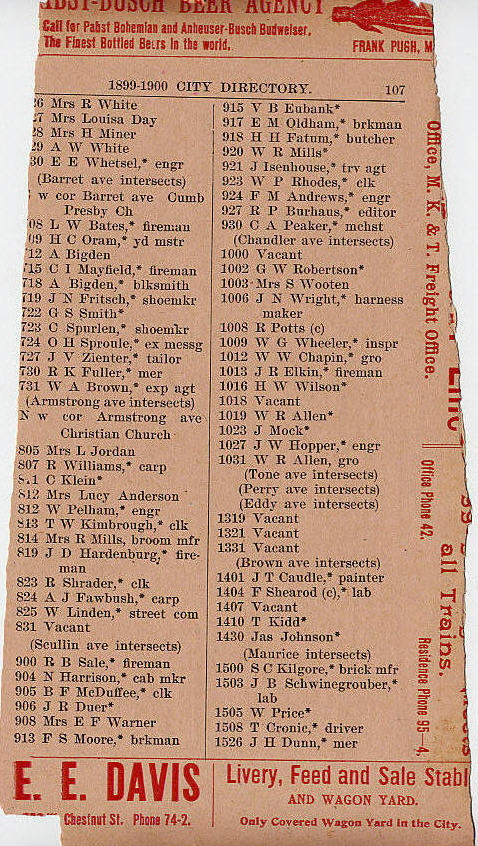 PABST-BUSCH BEER AGENCY
Call for Pabst Bohemian and Anheuser-Busch Budweiser,
The Finest Bottled Beers in the world.
FRANK PUGH, M
1899-1900 CITY DIRECTORY. 107
26 Mrs R White
27 Mrs Louisa Day
28 Mrs H Miner
29 A W White
30 E E Whetsel,* engr
(Barret ave intersects)
w cor Barret ave Cumb
Presby Ch
708 L W Bates,* fireman
709 H C Oram,* yd mstr
712 A Bigden
715 C I Mayfield,* fireman
718 A Bigden,* blksmith
719 J N Fritsch,* shoemkr
722 G S Smith*
723 C Spurlen,* shoemkr
724 O H Sproule,* ex messg
727 J V Zienter,* tailor
730 R K Fuller,* mer
731 W A Brown,* exp agt
(Armstrong ave intersects)
N w cor Armstrong ave
Christian Church
805 Mrs L Jordan
807 R Williams,* carp
811 C Klein*
812 Mrs Lucy Anderson
812 W Pelham,* engr
813 T W Kimbrough,* clk
814 Mrs R Mills, broom mfr
819 J D Hardenburg,* fire-
man
823 R Shrader,* clk
824 A J Fawbush,* carp
825 W Linden,* street com
831 Vacant
(Scullin ave intersects)
900 R B Sale,* fireman
904 N Harrison,* cab mkr
905 B F McDuffee,* clk
906 J R Duer*
908 Mrs E F Warner
913 F S Moore,* brkman
915 V B Eubank*
917 E M Oldham,* brkman
918 H H Fatum,* butcher
920 W R Mills*
921 J Isenhouse,* trv agt
923 W P Rhodes,* clk
924 F M Andrews,* engr
927 R P Burhaus,* editor
930 C A Peaker,* mchst
(Chandler ave intersects)
1000 Vacant
1002 G W Robertson*
1003 Mrs S Wooten
1006 J N Wright,* harness
maker
1008 R Potts (c)
1009 W G Wheeler,* inspr
1012 W W Chapin,* gro
1013 J R Elkin,* fireman
1016 H W Wilson*
1018 Vacant
1019 W R Allen*
1023 J Mock*
1027 J W Hopper,* engr
1031 W R Allen, gro
(Tone ave intersects)
(Perry ave intersects)
(Eddy ave intersects)
1319 Vacant
1321 Vacant
1331 Vacant
(Brown ave intersects)
1401 J T Caudle,* painter
1404 F Shearod (c),* lab
1407 Vacant
1410 T Kidd*
1430 Jas Johnson*
(Maurice intersects)
1500 S C Kilgore,* brick mfr
1503 J B Schwinegrouber,*
lab
1505 W Price*
1508 T Cronic,* driver
1526 J H Dunn,* mer
Office, M. K. & T. Freight Office.
Office Phone 42.
Residence Phone 95-4.
all Trains.
E. E. DAVIS
Chestnut St. Phone 74-2.
Livery, Feed and Sale Stabl
AND WAGON YARD.
Only Covered Wagon Yard in the City.